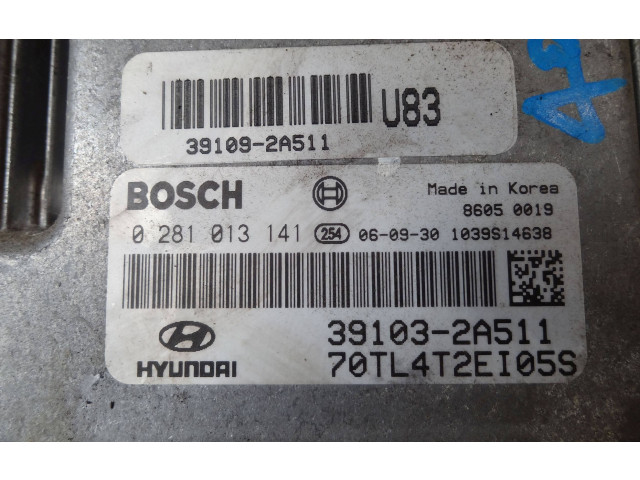 U83
39109-2A511
BOSCH
Made in Korea
8605 0019
0 281 013 141 254 06-09-30 1039S14638
39103-2A511
HYUNDAI 70TL4T2EI05S